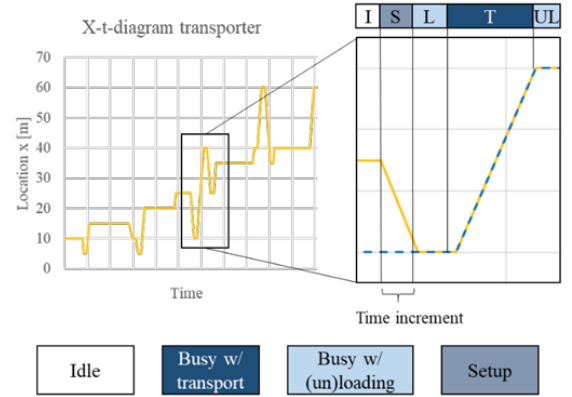 I S L T UL
X-t-diagram transporter
Location x [m]
70
60
50
40
30
20
10
0
Time
Time increment
Idle
Busy w/
transport
Busy w/
(un)loading
Setup